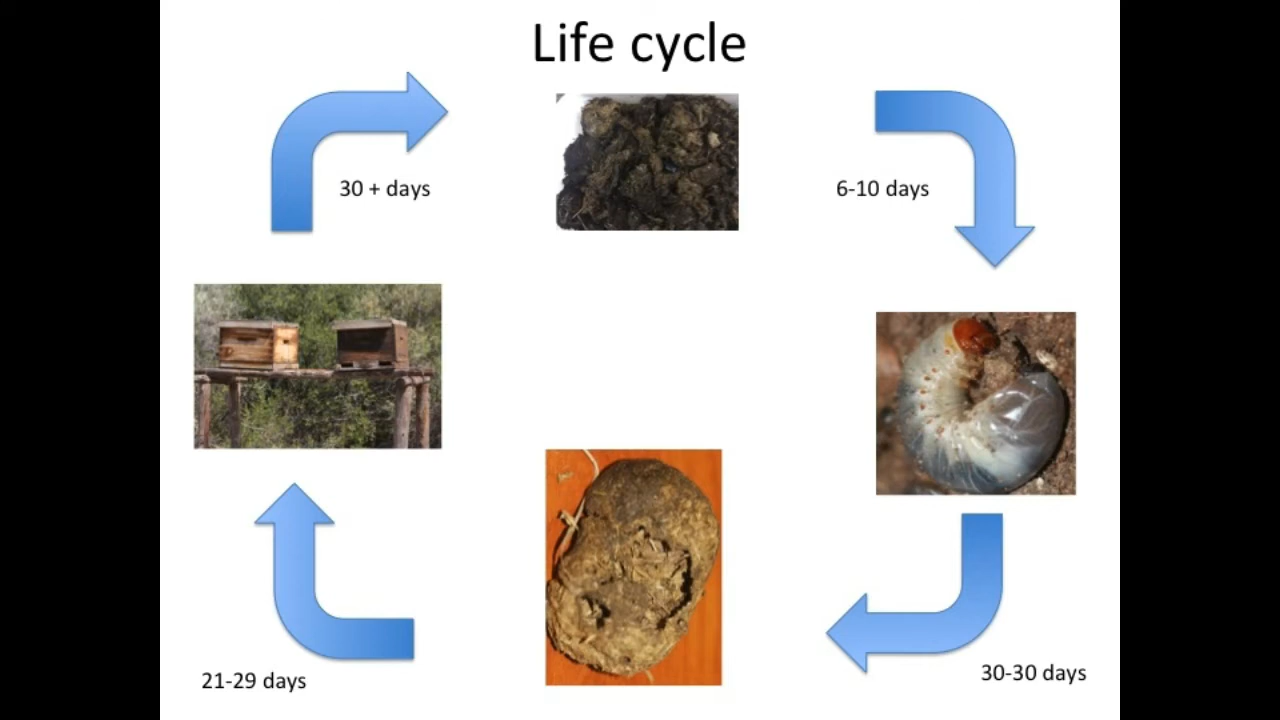 Life cycle
30 + days
6-10 days
21-29 days
30-30 days